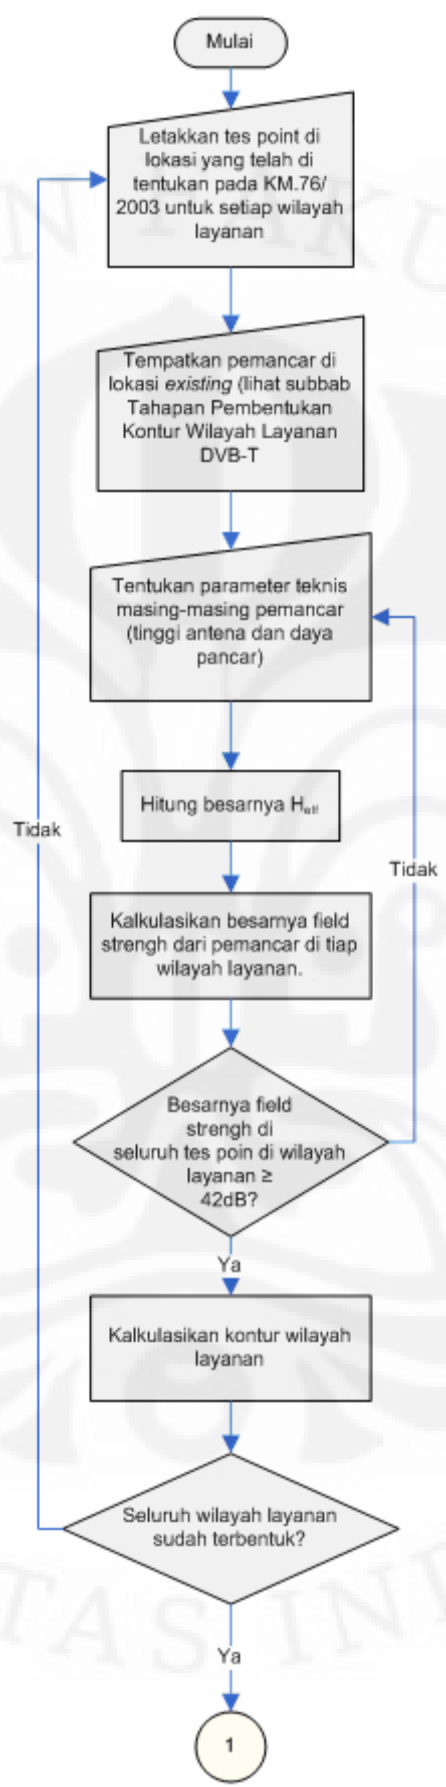 Mulai
Letakkan tes point di
lokasi yang telah di
tentukan pada KM.76/
2003 untuk setiap wilayah
layanan
Tempatkan pemancar di
lokasi existing (lihat subbab
Tahapan Pembentukan
Kontur Wilayah Layanan
DVB-T
Tentukan parameter teknis
masing-masing pemancar
(tinggi antena dan daya
pancar)
Hitung besarnya Heff
Tidak
Tidak
Kalkulasikan besarnya field
strengh dari pemancar di tiap
wilayah layanan.
Besarnya field
strengh di
seluruh tes poin di wilayah
layanan ≥
42dB?
Ya
Kalkulasikan kontur wilayah
layanan
Seluruh wilayah layanan
sudah terbentuk?
Ya
1